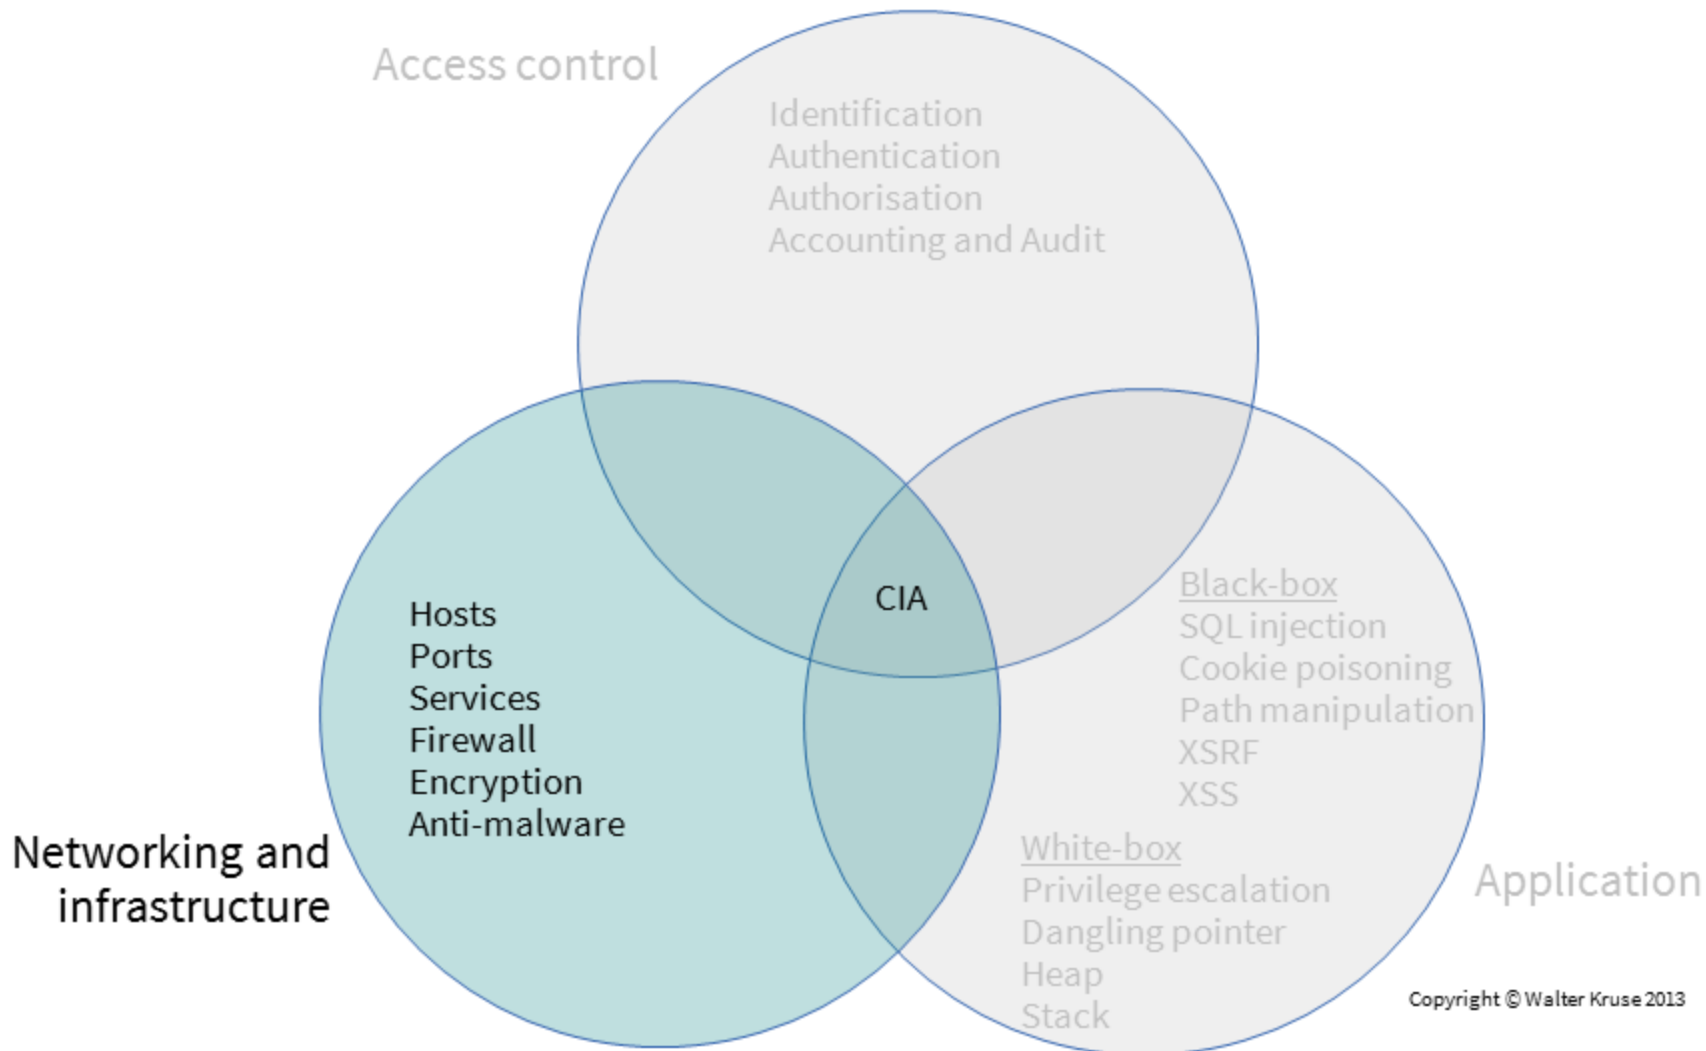 Access control
Identification
Authentication
Authorisation
Accounting and Audit
CIA
Hosts
Ports
Services
Firewall
Encryption
Anti-malware
Networking and
infrastructure
Black-box
SQL injection
Cookie poisoning
Path manipulation
XSRF
XSS
White-box
Privilege escalation
Dangling pointer
Heap
Stack
Application
Copyright © Walter Kruse 2013